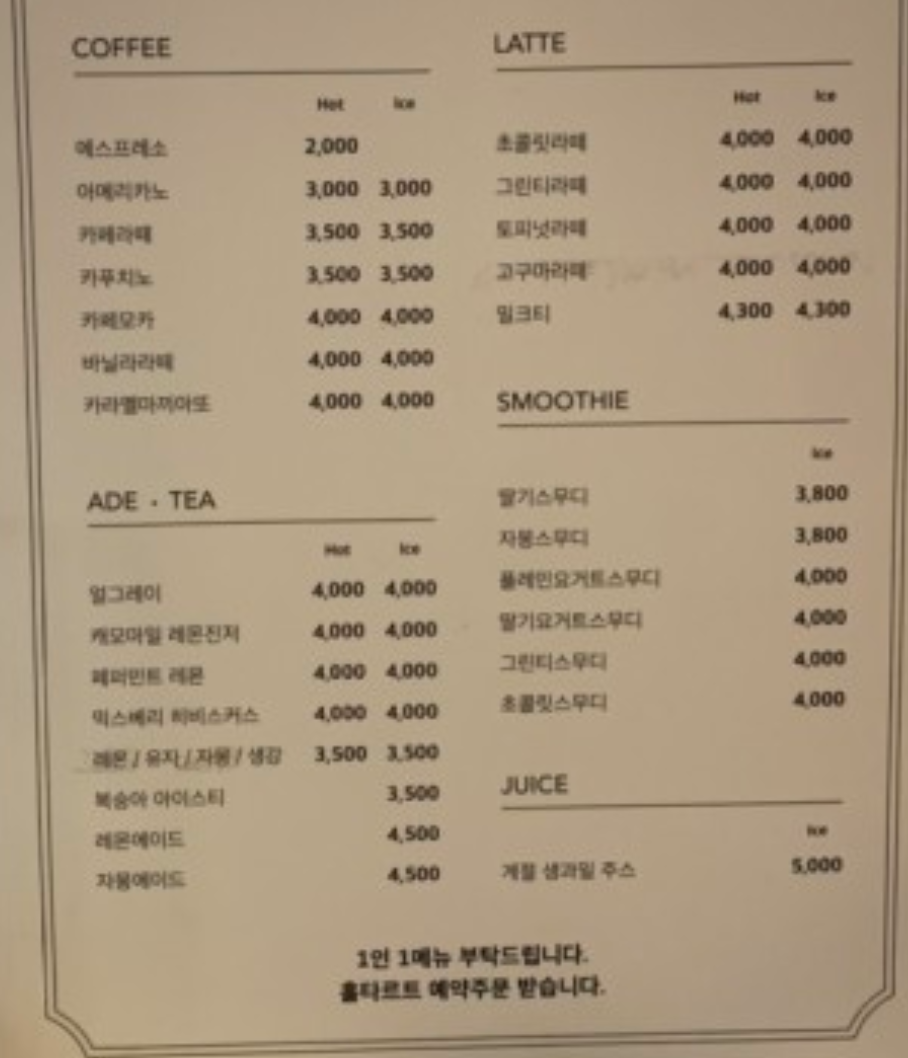 COFFEE
Hot Ice
에스프레소 2,000
아메리카노 3,000 3,000
카페라떼 3,500 3,500
카푸치노 3,500 3,500
카페모카 4,000 4,000
바닐라라떼 4,000 4,000
카라멜마끼아또 4,000 4,000
ADE · TEA
Hot Ice
얼그레이 4,000 4,000
캐모마일 레몬진저 4,000 4,000
페퍼민트 레몬 4,000 4,000
믹스베리 히비스커스 4,000 4,000
레몬 / 유자 / 자몽 / 생강 3,500 3,500
복숭아 아이스티 3,500
레몬에이드 4,500
자몽에이드 4,500
LATTE
Hot Ice
초콜릿라떼 4,000 4,000
그린티라떼 4,000 4,000
토피넛라떼 4,000 4,000
고구마라떼 4,000 4,000
밀크티 4,300 4,300
SMOOTHIE
Ice
딸기스무디 3,800
자몽스무디 3,800
플레인요거트스무디 4,000
딸기요거트스무디 4,000
그린티스무디 4,000
초콜릿스무디 4,000
JUICE
Ice
계절 생과일 주스 5,000
1인 1메뉴 부탁드립니다.
홀타르트 예약주문 받습니다.